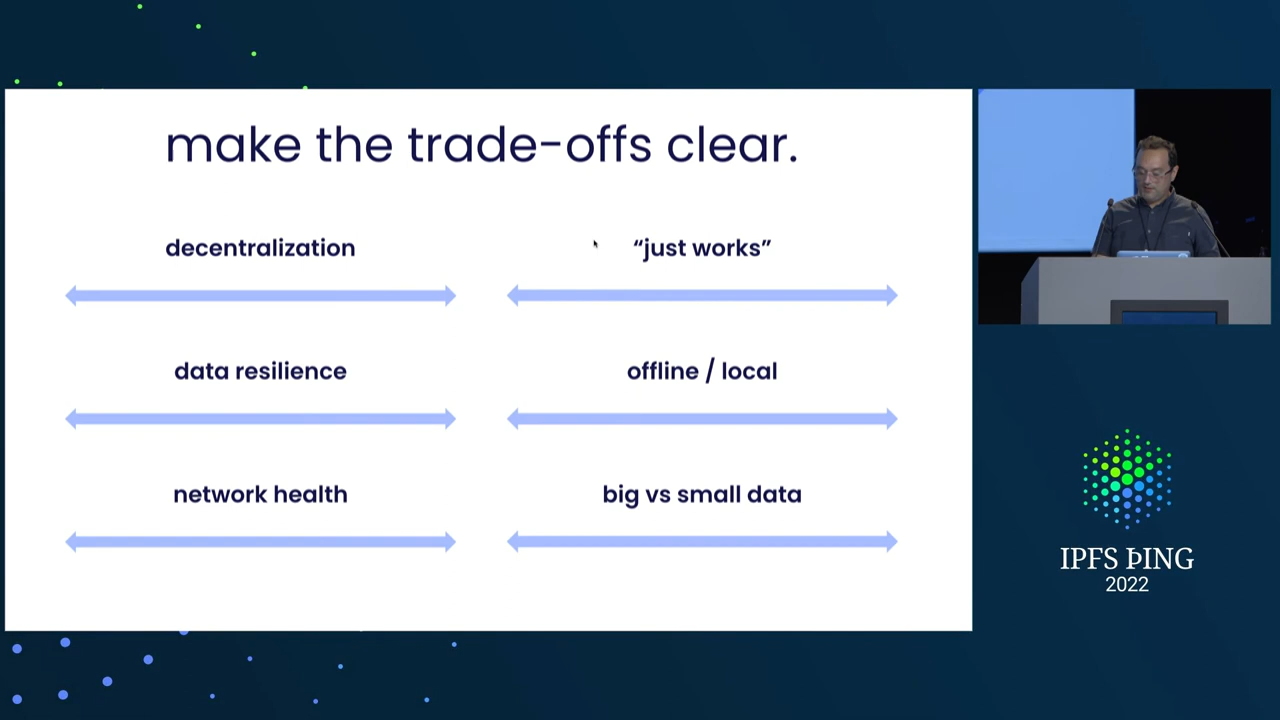 make the trade-offs clear.
decentralization
“just works”
data resilience
offline / local
network health
big vs small data
IPFS ÞING
2022